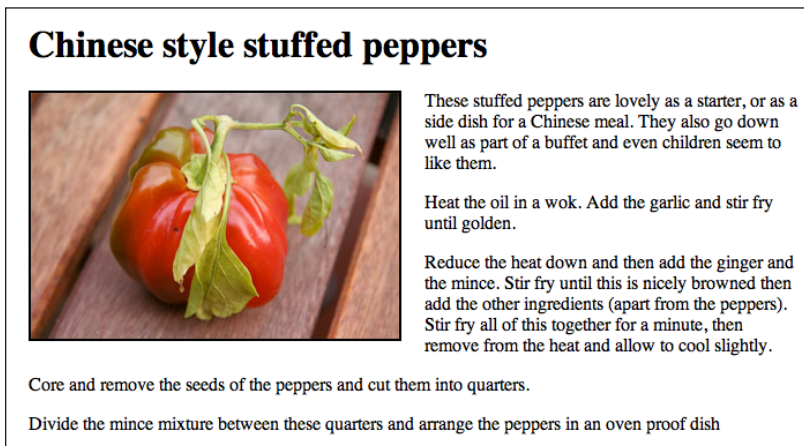 Chinese style stuffed peppers
These stuffed peppers are lovely as a starter, or as a
side dish for a Chinese meal. They also go down
well as part of a buffet and even children seem to
like them.
Heat the oil in a wok. Add the garlic and stir fry
until golden.
Reduce the heat down and then add the ginger and
the mince. Stir fry until this is nicely browned then
add the other ingredients (apart from the peppers).
Stir fry all of this together for a minute, then
remove from the heat and allow to cool slightly.
Core and remove the seeds of the peppers and cut them into quarters.
Divide the mince mixture between these quarters and arrange the peppers in an oven proof dish